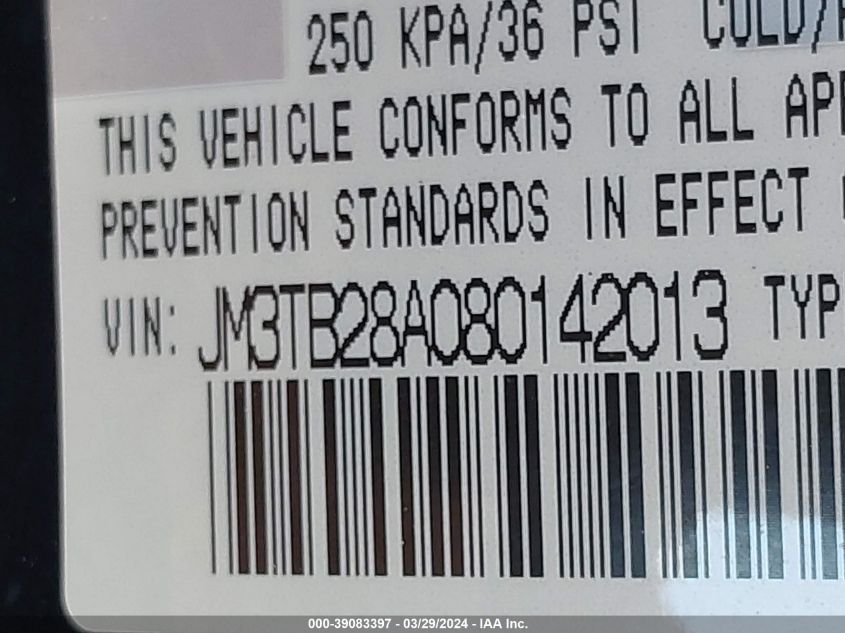 250 KPA/36 PSI COLD/
THIS VEHICLE CONFORMS TO ALL
PREVENTION STANDARDS IN EFFECT
VIN: JM3TB28A080142013 TYP
000-39083397 - 03/29/2024 - IAA Inc.